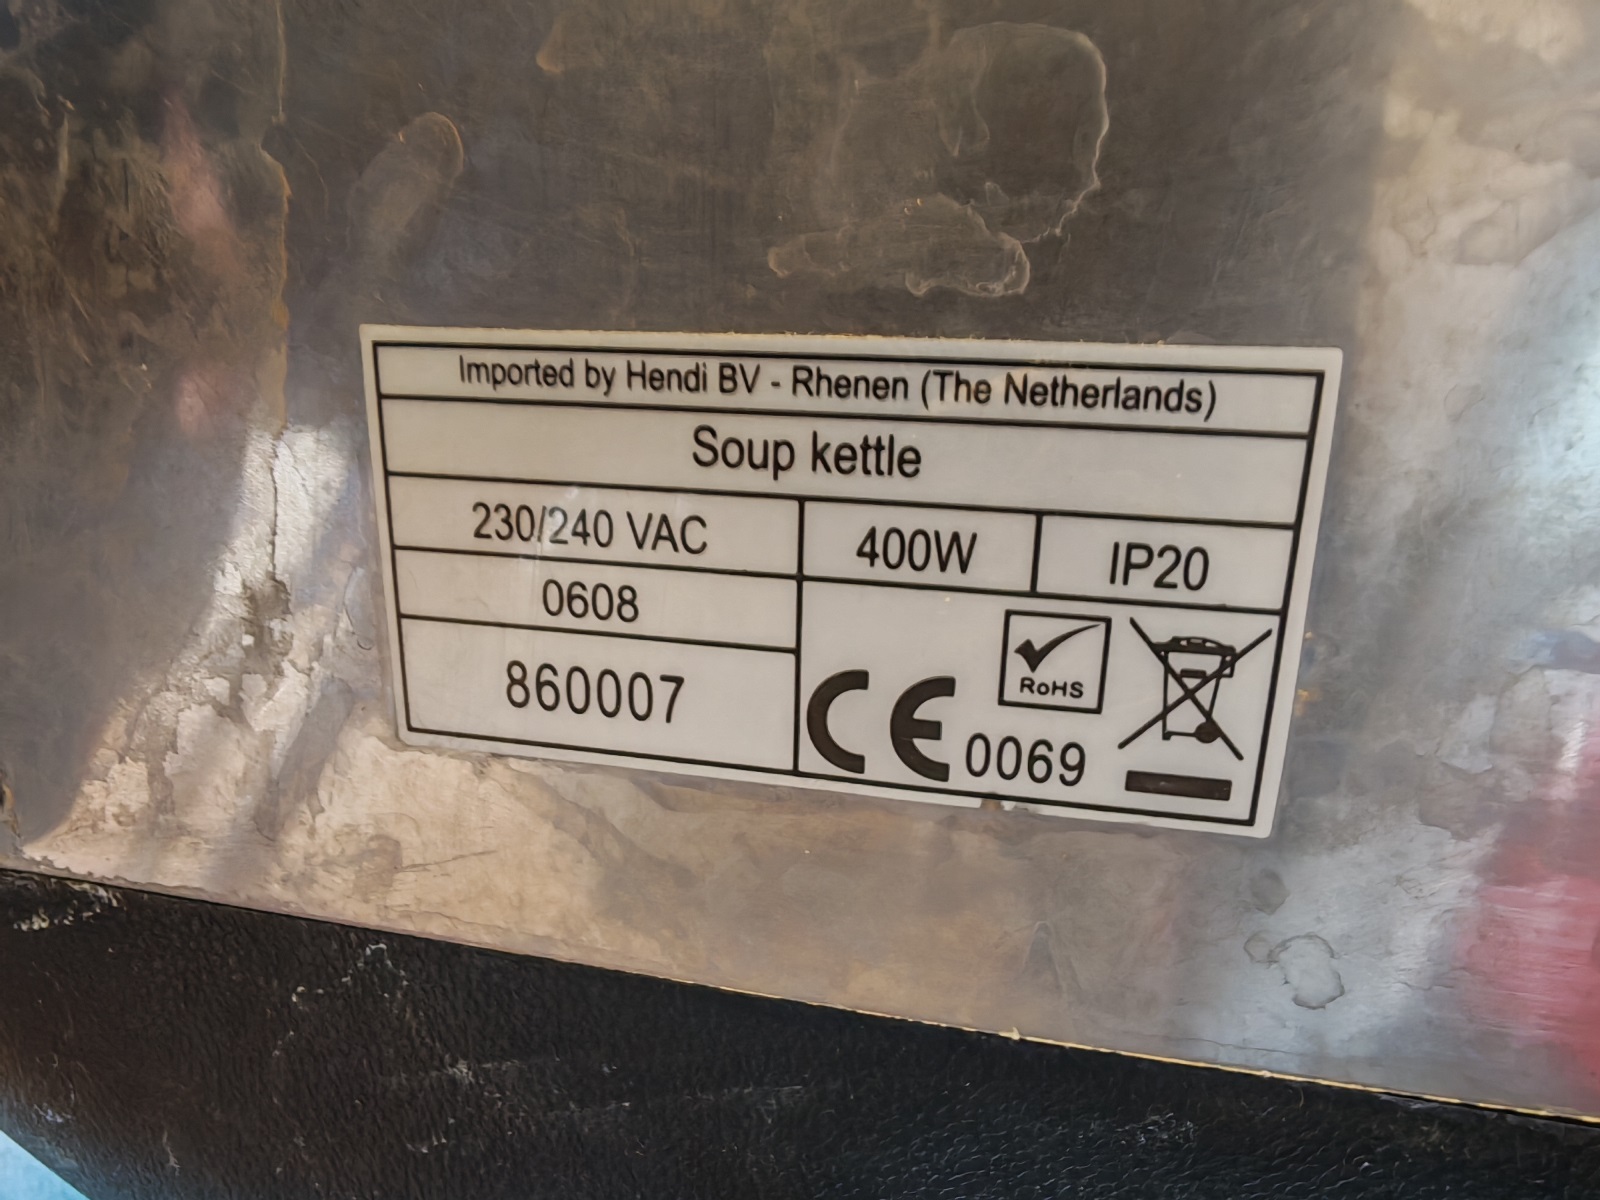 Imported by Hendi BV - Rhenen (The Netherlands)
Soup kettle
230/240 VAC 400W IP20
0608
860007
RoHS
CE 0069